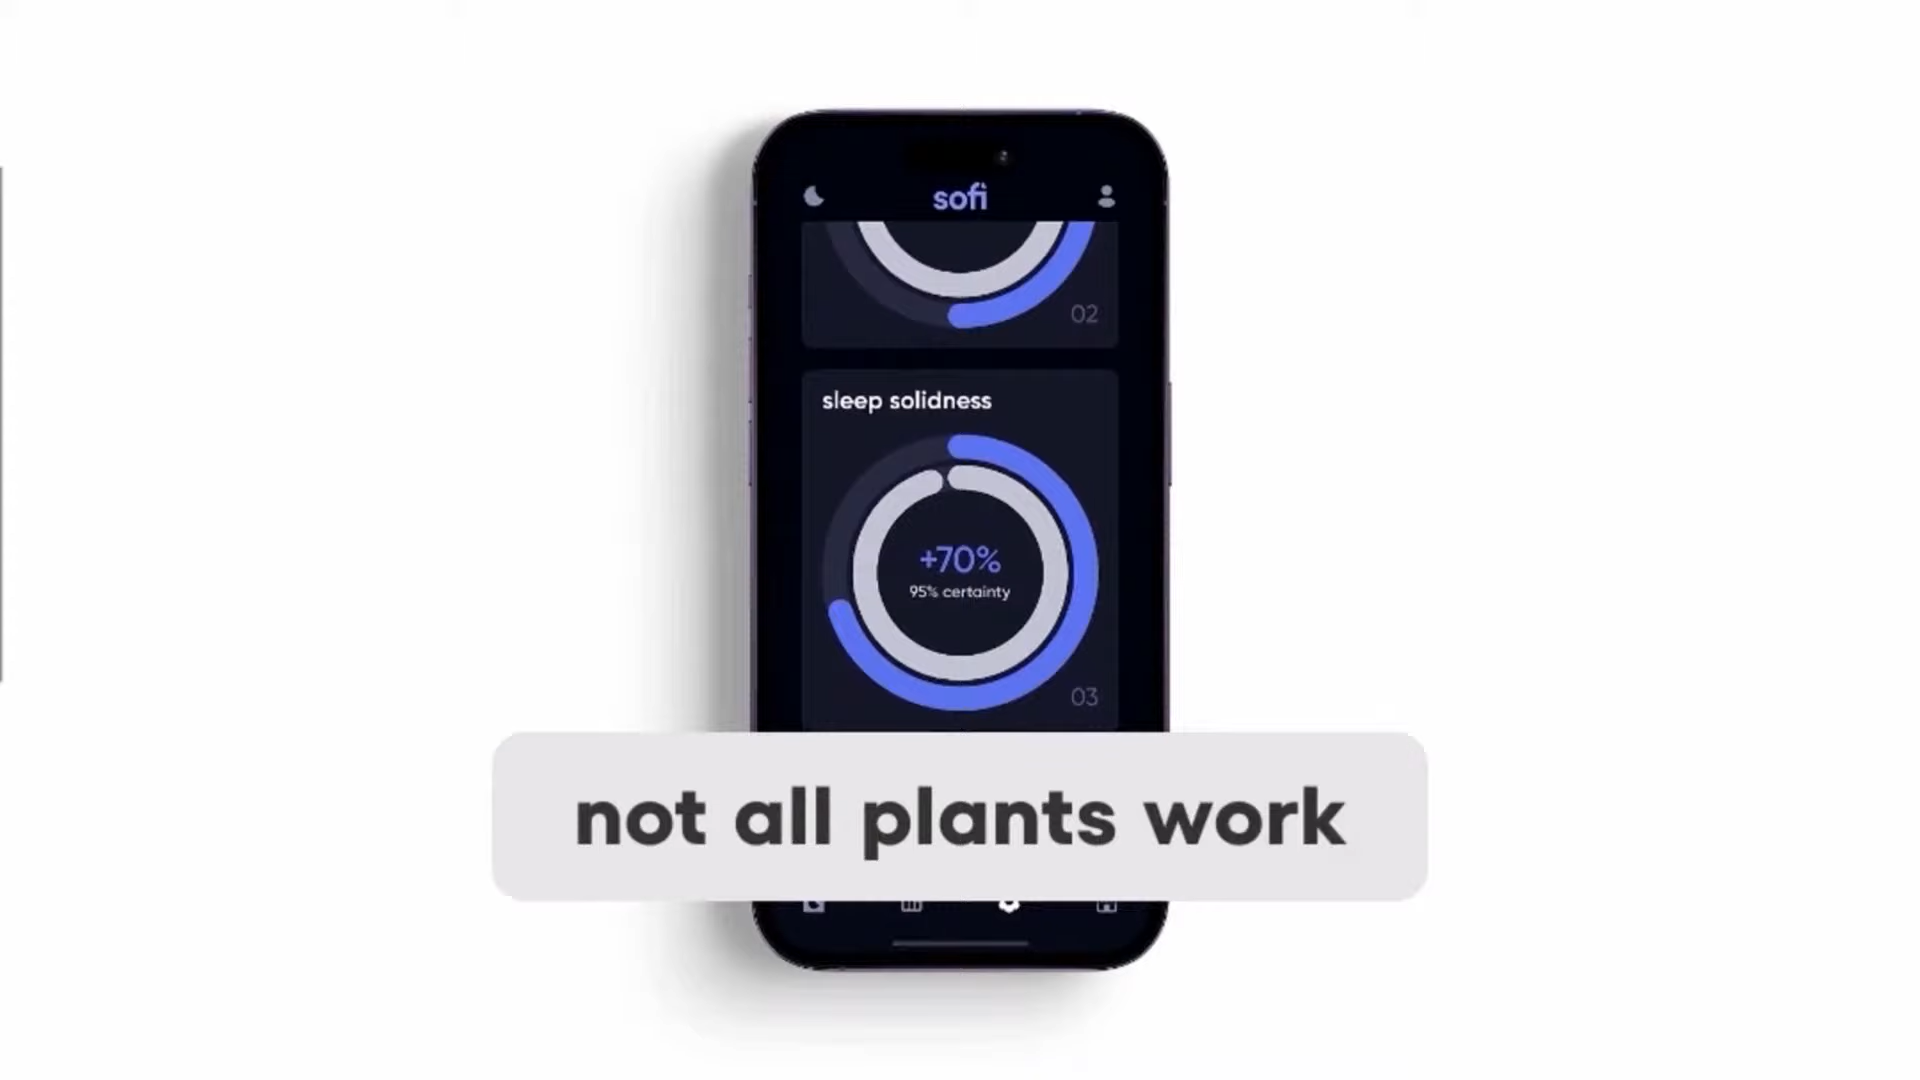 sofi
02
sleep solidness
+70%
95% certainty
03
not all plants work